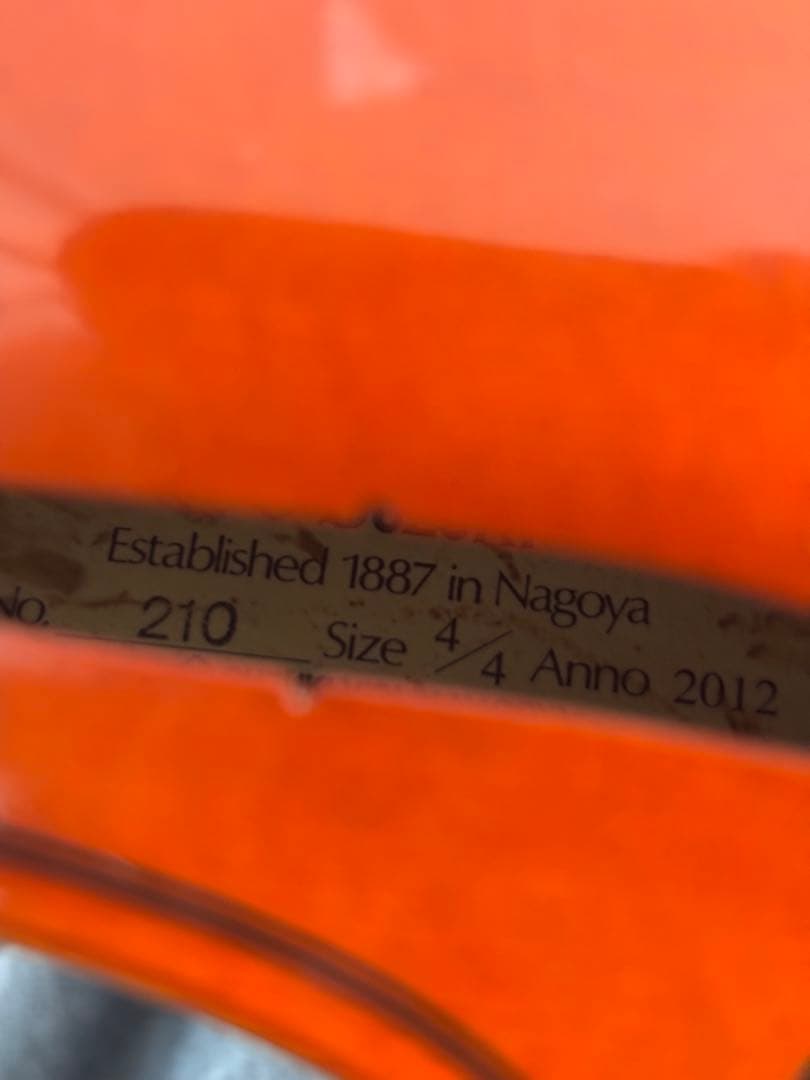 Established 1887 in Nagoya
No. 210 Size 4/4 Anno 2012